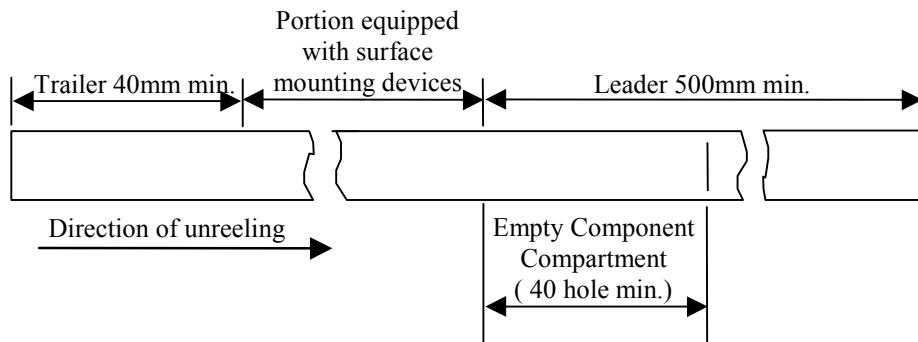 Portion equipped
with surface
mounting devices
Trailer 40mm min.
Leader 500mm min.
Direction of unreeling
Empty Component
Compartment
( 40 hole min.)